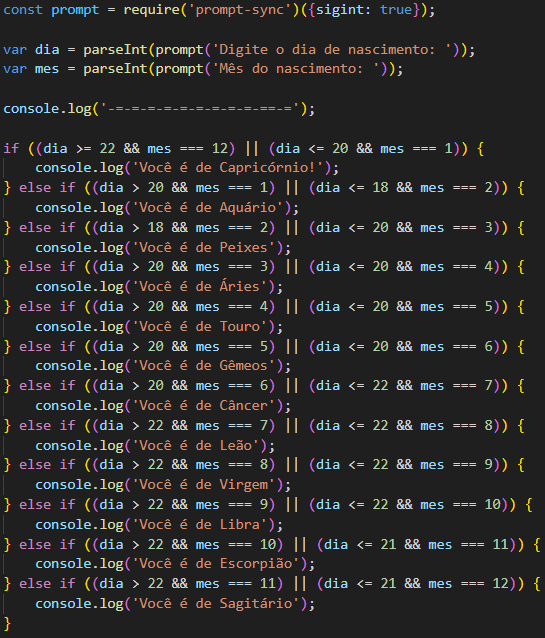 const prompt = require('prompt-sync')({sigint: true});
var dia = parseInt(prompt('Digite o dia de nascimento: '));
var mes = parseInt(prompt('Mês do nascimento: '));
console.log('-=-=-=-=-=-=-=-=-=-=-=-=');
if ((dia >= 22 && mes === 12) || (dia <= 20 && mes === 1)) {
    console.log('Você é de Capricórnio!');
} else if ((dia > 20 && mes === 1) || (dia <= 18 && mes === 2)) {
    console.log('Você é de Aquário');
} else if ((dia > 18 && mes === 2) || (dia <= 20 && mes === 3)) {
    console.log('Você é de Peixes');
} else if ((dia > 20 && mes === 3) || (dia <= 20 && mes === 4)) {
    console.log('Você é de Áries');
} else if ((dia > 20 && mes === 4) || (dia <= 20 && mes === 5)) {
    console.log('Você é de Touro');
} else if ((dia > 20 && mes === 5) || (dia <= 20 && mes === 6)) {
    console.log('Você é de Gêmeos');
} else if ((dia > 20 && mes === 6) || (dia <= 22 && mes === 7)) {
    console.log('Você é de Câncer');
} else if ((dia > 22 && mes === 7) || (dia <= 22 && mes === 8)) {
    console.log('Você é de Leão');
} else if ((dia > 22 && mes === 8) || (dia <= 22 && mes === 9)) {
    console.log('Você é de Virgem');
} else if ((dia > 22 && mes === 9) || (dia <= 22 && mes === 10)) {
    console.log('Você é de Libra');
} else if ((dia > 22 && mes === 10) || (dia <= 21 && mes === 11)) {
    console.log('Você é de Escorpião');
} else if ((dia > 22 && mes === 11) || (dia <= 21 && mes === 12)) {
    console.log('Você é de Sagitário');
}